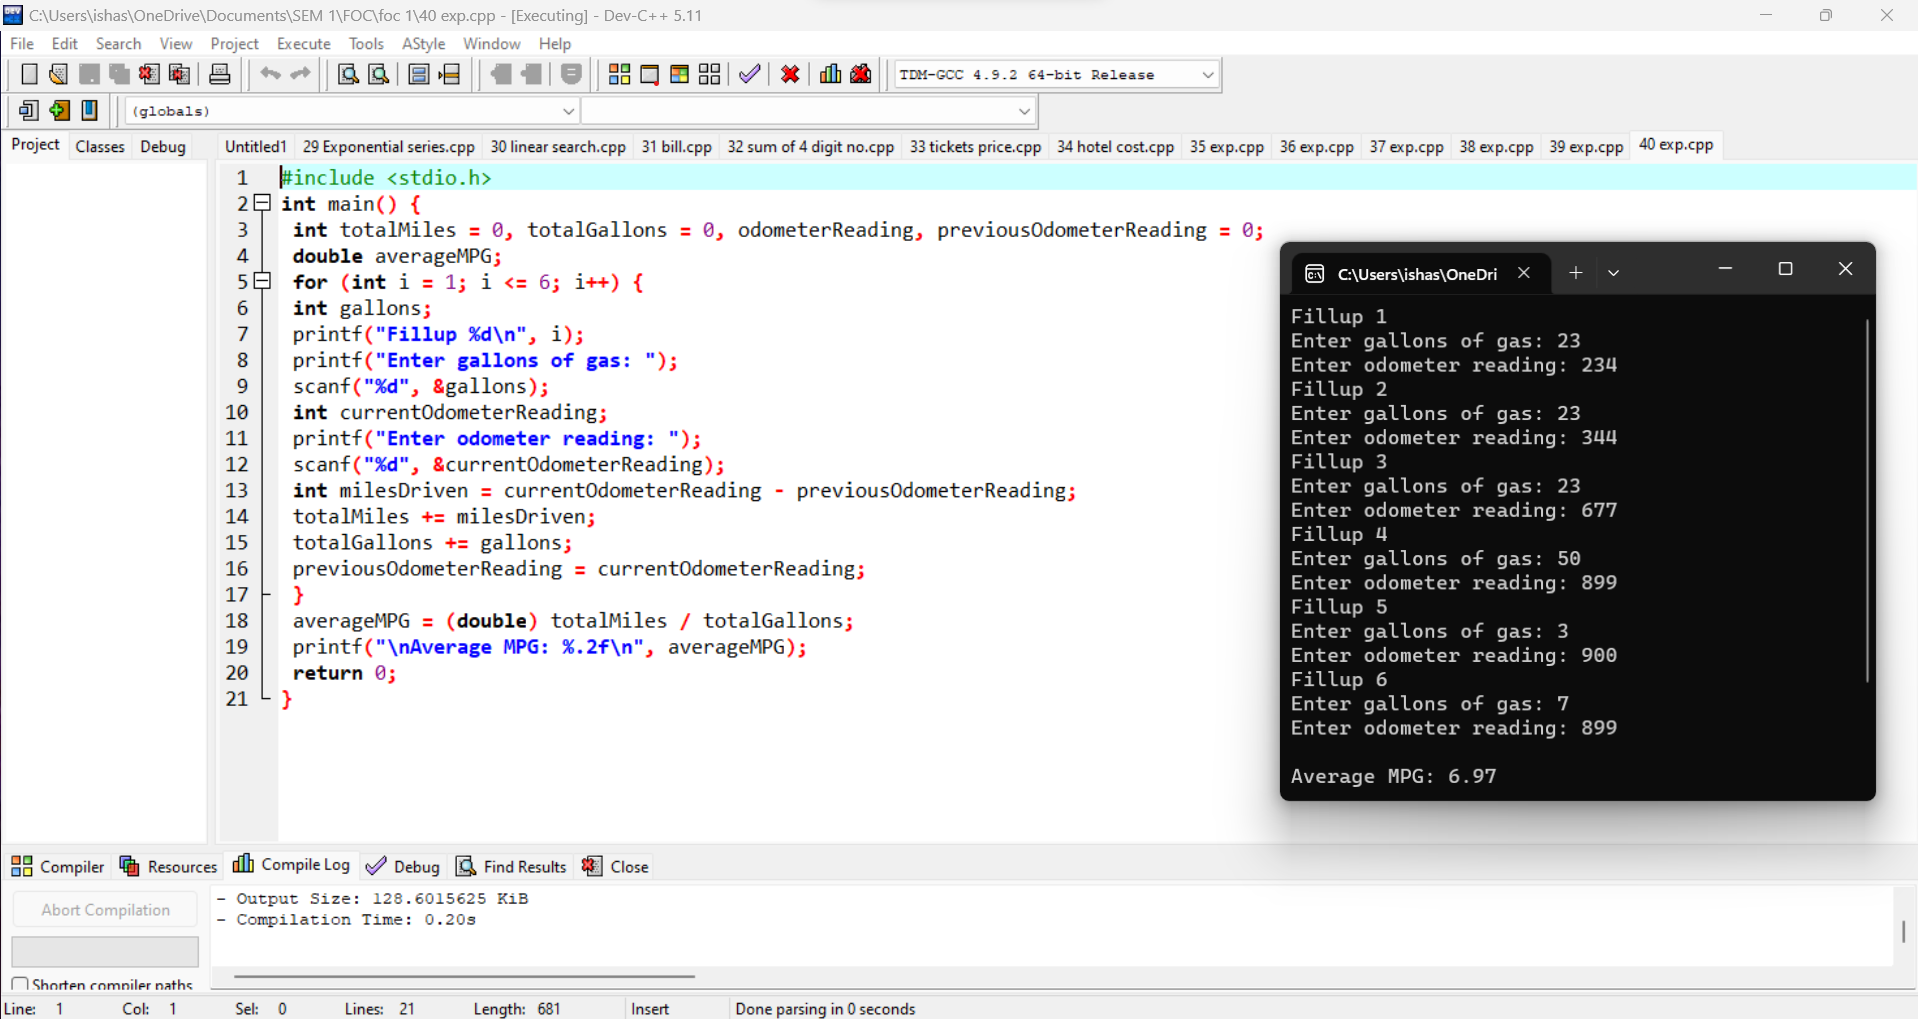 C:\Users\ishas\OneDrive\Documents\SEM 1\FOC\foc 1\40 exp.cpp - [Executing] - Dev-C++ 5.11
File Edit Search View Project Execute Tools AStyle Window Help
TDM-GCC 4.9.2 64-bit Release
(globals)
Project Classes Debug
Untitled1 29 Exponential series.cpp 30 linear search.cpp 31 bill.cpp 32 sum of 4 digit no.cpp 33 tickets price.cpp 34 hotel cost.cpp 35 exp.cpp 36 exp.cpp 37 exp.cpp 38 exp.cpp 39 exp.cpp 40 exp.cpp
1 #include <stdio.h>
2 int main() {
3 int totalMiles = 0, totalGallons = 0, odometerReading, previousOdometerReading = 0;
4 double averageMPG;
5 for (int i = 1; i <= 6; i++) {
6 int gallons;
7 printf("Fillup %d\n", i);
8 printf("Enter gallons of gas: ");
9 scanf("%d", &gallons);
10 int currentOdometerReading;
11 printf("Enter odometer reading: ");
12 scanf("%d", &currentOdometerReading);
13 int milesDriven = currentOdometerReading - previousOdometerReading;
14 totalMiles += milesDriven;
15 totalGallons += gallons;
16 previousOdometerReading = currentOdometerReading;
17 }
18 averageMPG = (double) totalMiles / totalGallons;
19 printf("\nAverage MPG: %.2f\n", averageMPG);
20 return 0;
21 }
C:\Users\ishas\OneDri
Fillup 1
Enter gallons of gas: 23
Enter odometer reading: 234
Fillup 2
Enter gallons of gas: 23
Enter odometer reading: 344
Fillup 3
Enter gallons of gas: 23
Enter odometer reading: 677
Fillup 4
Enter gallons of gas: 50
Enter odometer reading: 899
Fillup 5
Enter gallons of gas: 3
Enter odometer reading: 900
Fillup 6
Enter gallons of gas: 7
Enter odometer reading: 899
Average MPG: 6.97
Compiler Resources Compile Log Debug Find Results Close
Abort Compilation
Shorten compiler paths
- Output Size: 128.6015625 KiB
- Compilation Time: 0.20s
Line: 1 Col: 1 Sel: 0 Lines: 21 Length: 681 Insert Done parsing in 0 seconds